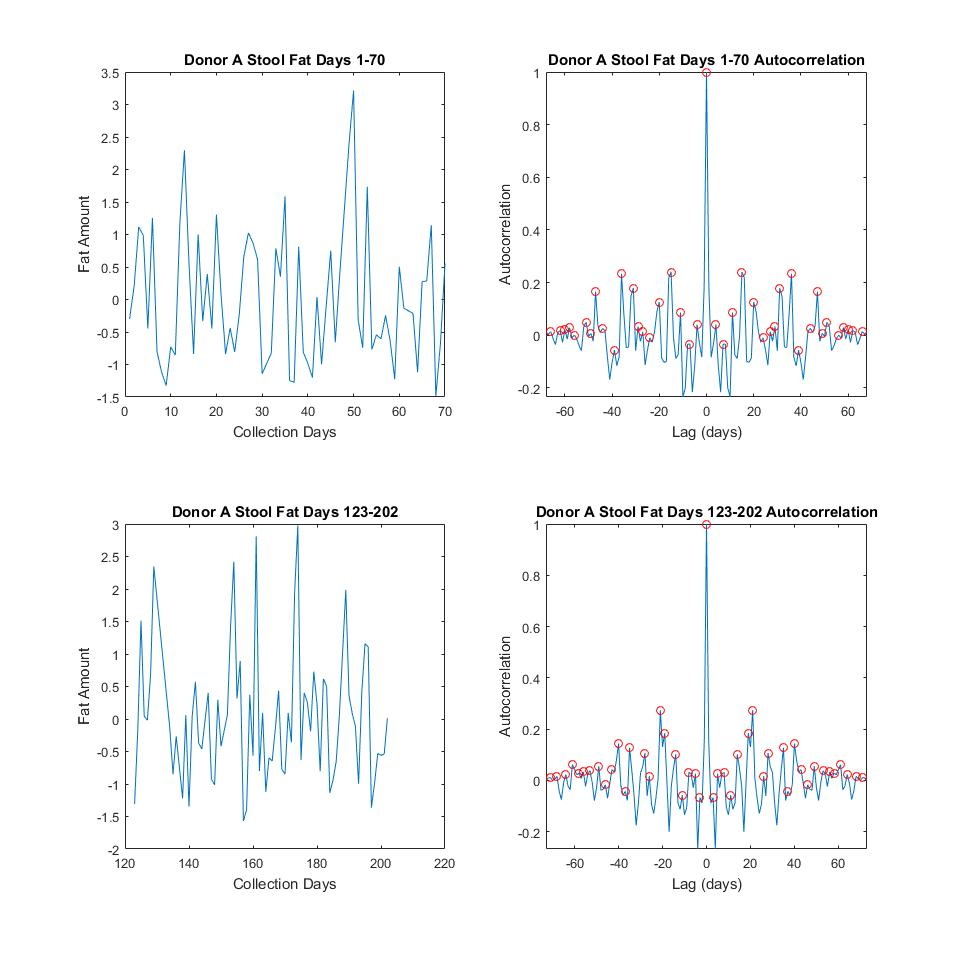 Donor A Stool Fat Days 1-70
3.5
3
2.5
2
1.5
1
0.5
0
-0.5
-1
-1.5
Fat Amount
0 10 20 30 40 50 60 70
Collection Days
Donor A Stool Fat Days 1-70 Autocorrelation
1
0.8
0.6
0.4
0.2
0
-0.2
Autocorrelation
-60 -40 -20 0 20 40 60
Lag (days)
Donor A Stool Fat Days 123-202
3
2.5
2
1.5
1
0.5
0
-0.5
-1
-1.5
-2
Fat Amount
120 140 160 180 200 220
Collection Days
Donor A Stool Fat Days 123-202 Autocorrelation
1
0.8
0.6
0.4
0.2
0
-0.2
Autocorrelation
-60 -40 -20 0 20 40 60
Lag (days)